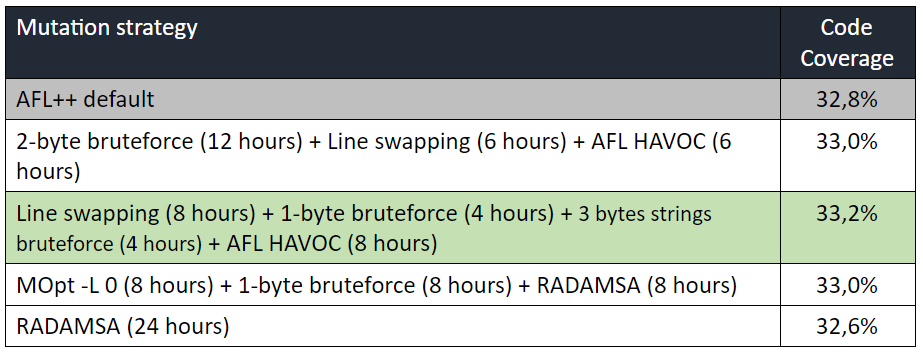 Mutation strategy
Code
Coverage
AFL++ default
32,8%
2-byte bruteforce (12 hours) + Line swapping (6 hours) + AFL HAVOC (6
hours)
33,0%
Line swapping (8 hours) + 1-byte bruteforce (4 hours) + 3 bytes strings
bruteforce (4 hours) + AFL HAVOC (8 hours)
33,2%
MOpt -L 0 (8 hours) + 1-byte bruteforce (8 hours) + RADAMSA (8 hours)
33,0%
RADAMSA (24 hours)
32,6%